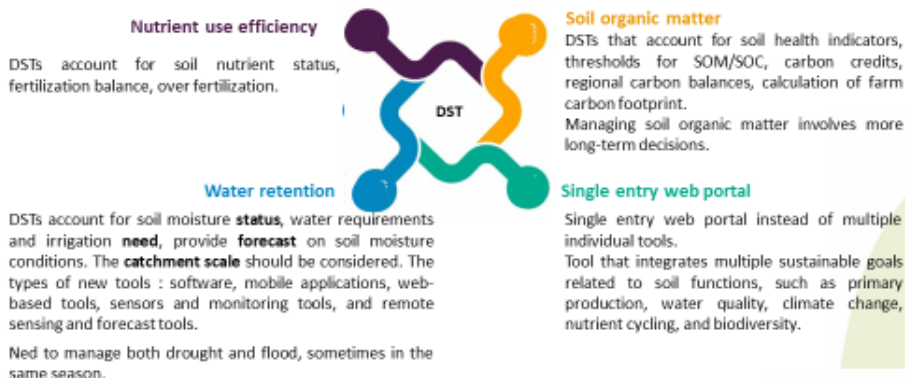 Nutrient use efficiency
DSTs account for soil nutrient status,
fertilization balance, over fertilization.
DST
Soil organic matter
DSTs that account for soil health indicators,
thresholds for SOM/SOC, carbon credits,
regional carbon balances, calculation of farm
carbon footprint.
Managing soil organic matter involves more
long-term decisions.
Water retention
DSTs account for soil moisture status, water requirements
and irrigation need, provide forecast on soil moisture
conditions. The catchment scale should be considered. The
types of new tools : software, mobile applications, web-
based tools, sensors and monitoring tools, and remote
sensing and forecast tools.
Ned to manage both drought and flood, sometimes in the
same season.
Single entry web portal
Single entry web portal instead of multiple
individual tools.
Tool that integrates multiple sustainable goals
related to soil functions, such as primary
production, water quality, climate change,
nutrient cycling, and biodiversity.